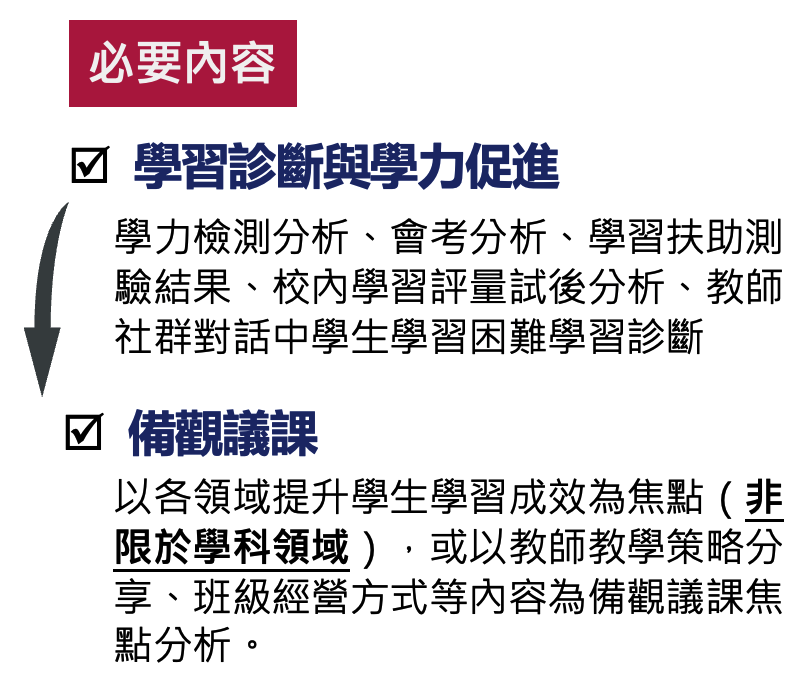 必要內容
學習診斷與學力促進
學力檢測分析、會考分析、學習扶助測
驗結果、校內學習評量試後分析、教師
社群對話中學生學習困難學習診斷
備觀議課
以各領域提升學生學習成效為焦點（非
限於學科領域），或以教師教學策略分
享、班級經營方式等內容為備觀議課焦
點分析。